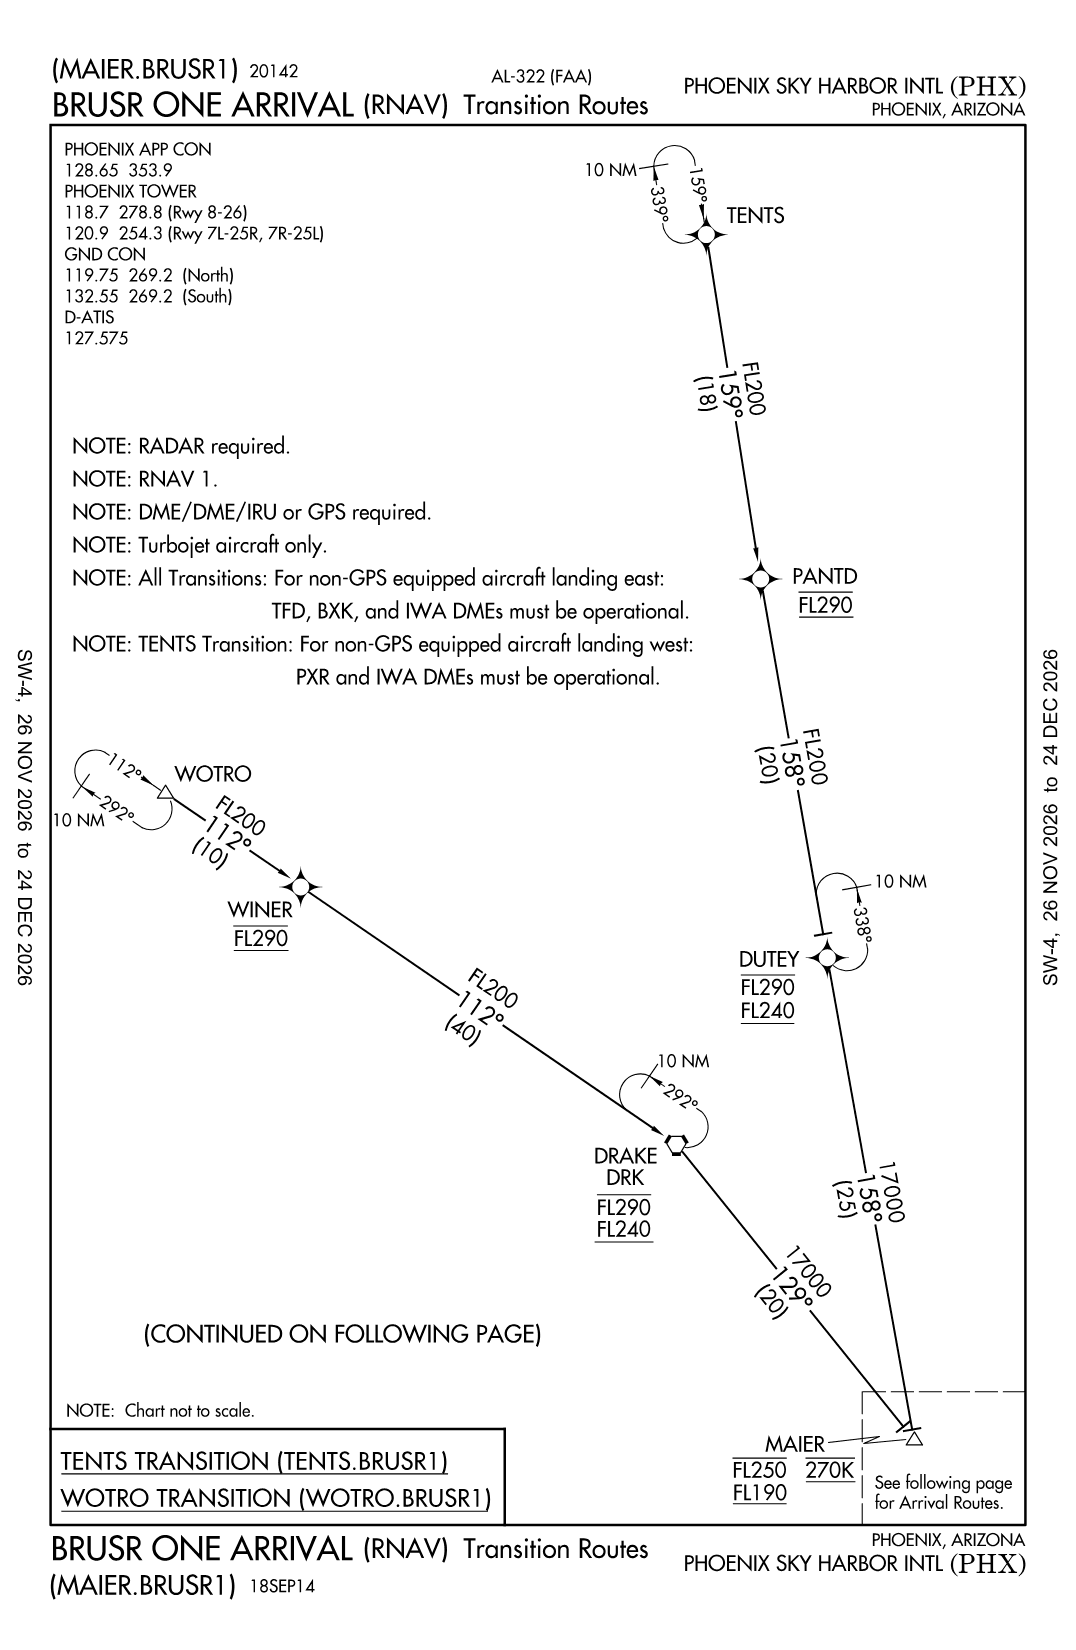 (MAIER.BRUSR1) 20142
AL-322 (FAA)
PHOENIX SKY HARBOR INTL (PHX)
BRUSR ONE ARRIVAL (RNAV) Transition Routes
PHOENIX, ARIZONA
PHOENIX APP CON
128.65 353.9
PHOENIX TOWER
118.7 278.8 (Rwy 8-26)
120.9 254.3 (Rwy 7L-25R, 7R-25L)
GND CON
119.75 269.2 (North)
132.55 269.2 (South)
D-ATIS
127.575
10 NM
159°
339°
TENTS
FL200
159°
(18)
NOTE: RADAR required.
NOTE: RNAV 1.
NOTE: DME/DME/IRU or GPS required.
NOTE: Turbojet aircraft only.
NOTE: All Transitions: For non-GPS equipped aircraft landing east:
TFD, BXK, and IWA DMEs must be operational.
NOTE: TENTS Transition: For non-GPS equipped aircraft landing west:
PXR and IWA DMEs must be operational.
PANTD
FL290
SW-4, 26 NOV 2026 to 24 DEC 2026
SW-4, 26 NOV 2026 to 24 DEC 2026
FL200
158°
(20)
112°
292°
10 NM
WOTRO
FL200
112°
(10)
WINER
FL290
10 NM
338°
DUTEY
FL290
FL240
FL200
112°
(40)
10 NM
292°
DRAKE
DRK
FL290
FL240
17000
158°
(25)
17000
129°
(20)
(CONTINUED ON FOLLOWING PAGE)
NOTE: Chart not to scale.
MAIER
FL250 270K
FL190
See following page
for Arrival Routes.
TENTS TRANSITION (TENTS.BRUSR1)
WOTRO TRANSITION (WOTRO.BRUSR1)
BRUSR ONE ARRIVAL (RNAV) Transition Routes
PHOENIX, ARIZONA
PHOENIX SKY HARBOR INTL (PHX)
(MAIER.BRUSR1) 18SEP14